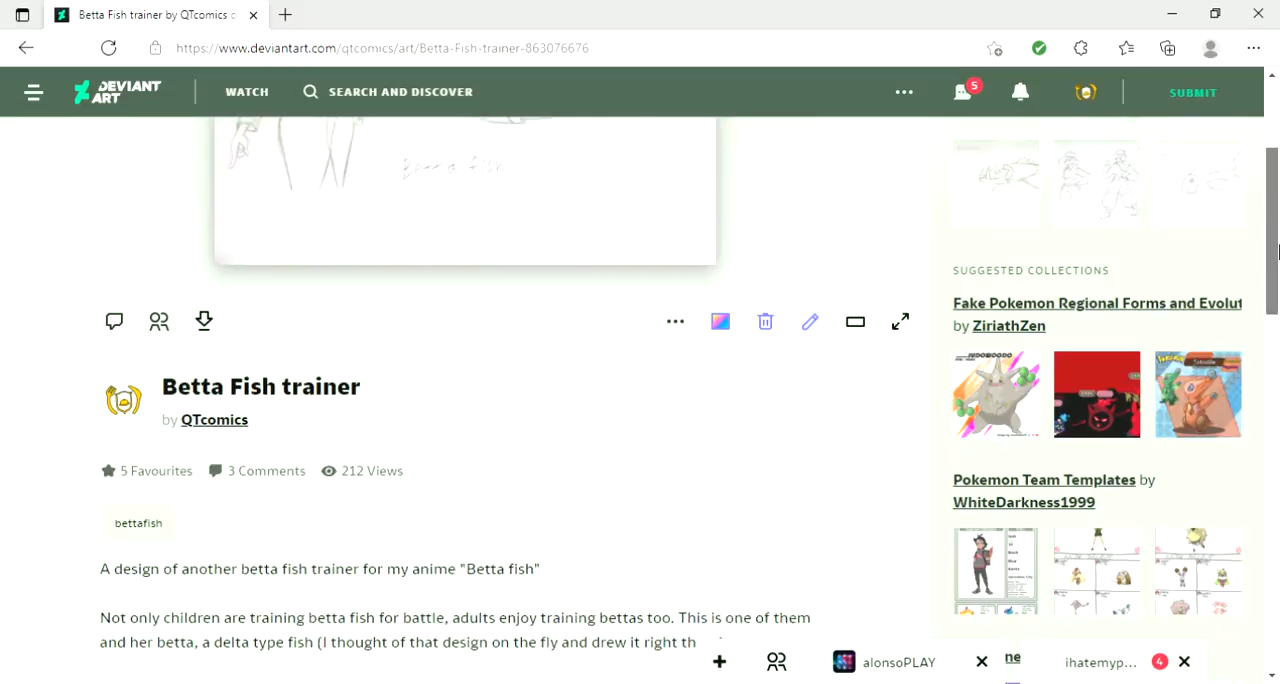 Betta Fish trainer by QTcomics c
https://www.deviantart.com/qtcomics/art/Betta-Fish-trainer-863076676
DEVIANT ART
WATCH
SEARCH AND DISCOVER
5
SUBMIT
Betta fish
SUGGESTED COLLECTIONS
Fake Pokemon Regional Forms and Evolut
by ZiriathZen
Betta Fish trainer
by QTcomics
5 Favourites 3 Comments 212 Views
Pokemon Team Templates by
WhiteDarkness1999
bettafish
A design of another betta fish trainer for my anime "Betta fish"
Not only children are training betta fish for battle, adults enjoy training bettas too. This is one of them
and her betta, a delta type fish (I thought of that design on the fly and drew it right th
alonsoPLAY
ne
ihatemyp...
4